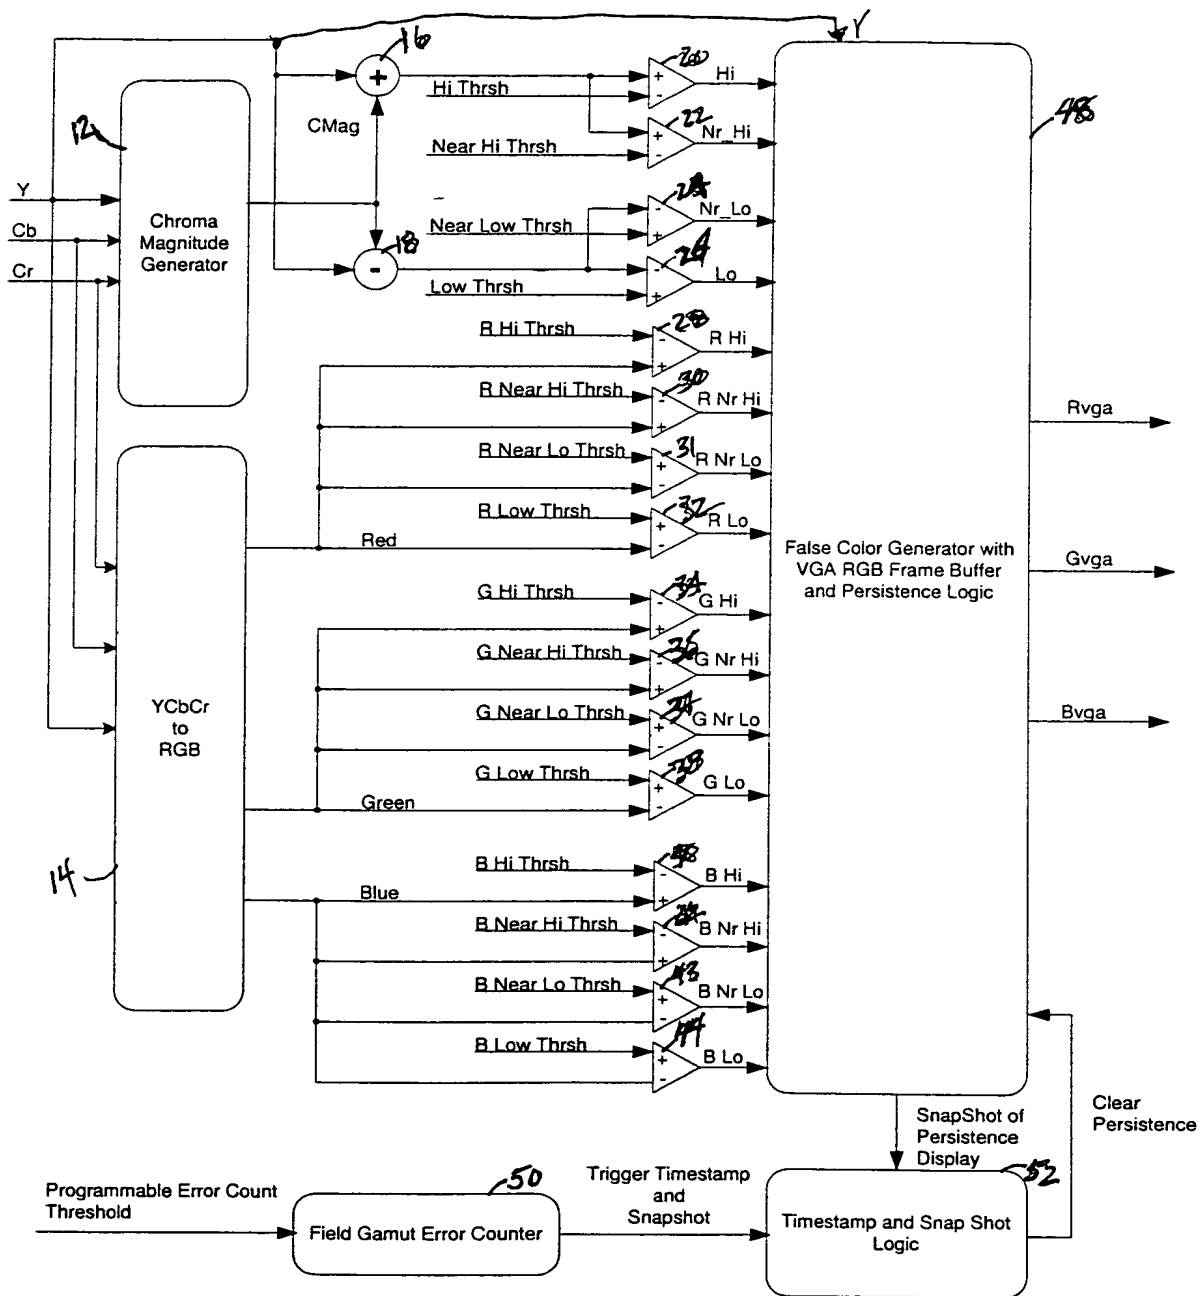 Y
16
+
20
Hi
Hi Thrsh
+
-
CMag
22
Nr_Hi
Near Hi Thrsh
+
-
12
Y
Cb
Cr
Chroma
Magnitude
Generator
Nr_Lo
Near Low Thrsh
-
+
18
-
Lo
Low Thrsh
-
+
48
R Hi Thrsh
28
R Hi
-
+
R Near Hi Thrsh
30
R Nr Hi
-
+
R Near Lo Thrsh
31
R Nr Lo
+
-
R Low Thrsh
32
R Lo
+
-
Red
Rvga
False Color Generator with
VGA RGB Frame Buffer
and Persistence Logic
Gvga
Bvga
G Hi Thrsh
34
G Hi
-
+
G Near Hi Thrsh
36
G Nr Hi
-
+
G Near Lo Thrsh
G Nr Lo
+
-
G Low Thrsh
38
G Lo
+
-
Green
YCbCr
to
RGB
14
B Hi Thrsh
B Hi
-
+
Blue
B Near Hi Thrsh
B Nr Hi
-
+
B Near Lo Thrsh
43
B Nr Lo
+
-
B Low Thrsh
44
B Lo
+
-
SnapShot of
Persistence
Display
Clear
Persistence
Programmable Error Count
Threshold
50
Field Gamut Error Counter
Trigger Timestamp
and
Snapshot
52
Timestamp and Snap Shot
Logic